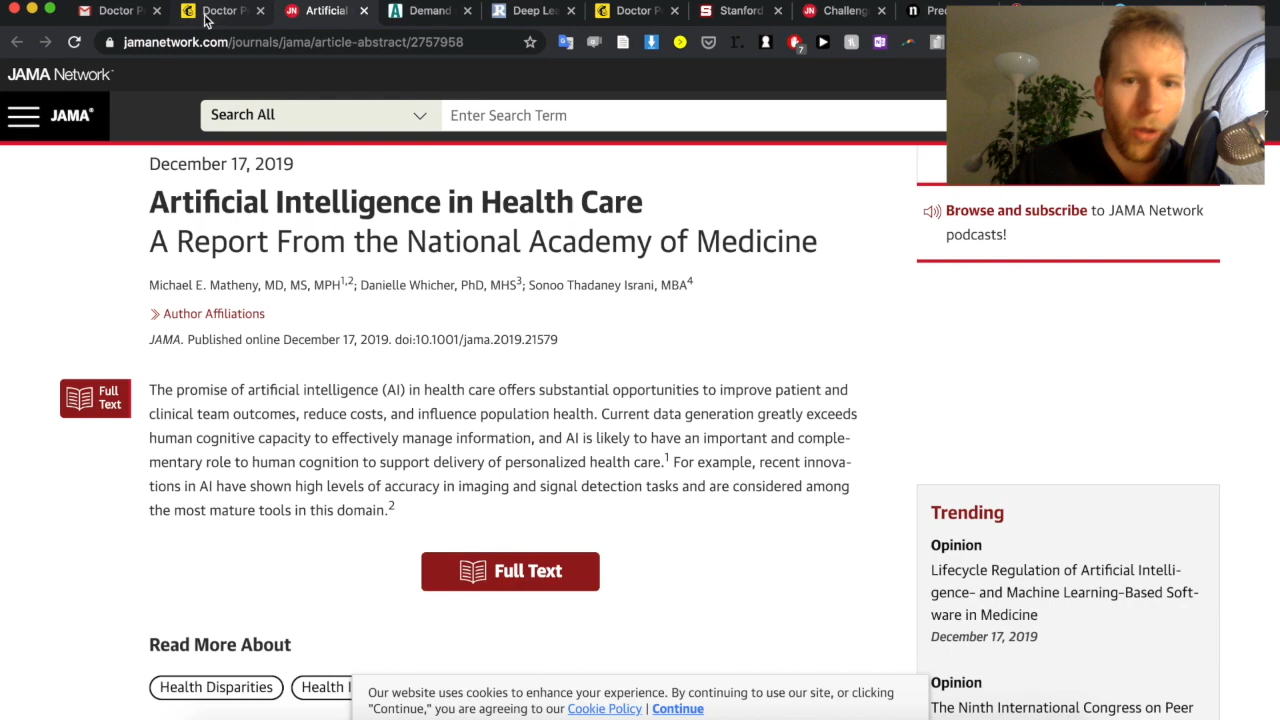 Doctor P
Doctor P
Artificial
Demand
Deep Le
Doctor P
Stanford
Challeng
Pred
jamanetwork.com/journals/jama/article-abstract/2757958
7
JAMA Network
JAMA®
Search All
Enter Search Term
December 17, 2019
Artificial Intelligence in Health Care
A Report From the National Academy of Medicine
Michael E. Matheny, MD, MS, MPH1,2; Danielle Whicher, PhD, MHS3; Sonoo Thadaney Israni, MBA4
Author Affiliations
JAMA. Published online December 17, 2019. doi:10.1001/jama.2019.21579
Full
Text
The promise of artificial intelligence (AI) in health care offers substantial opportunities to improve patient and
clinical team outcomes, reduce costs, and influence population health. Current data generation greatly exceeds
human cognitive capacity to effectively manage information, and AI is likely to have an important and comple-
mentary role to human cognition to support delivery of personalized health care.1 For example, recent innova-
tions in AI have shown high levels of accuracy in imaging and signal detection tasks and are considered among
the most mature tools in this domain.2
Full Text
Read More About
Health Disparities
Health I
Browse and subscribe to JAMA Network
podcasts!
Trending
Opinion
Lifecycle Regulation of Artificial Intelli-
gence- and Machine Learning-Based Soft-
ware in Medicine
December 17, 2019
Opinion
The Ninth International Congress on Peer
Our website uses cookies to enhance your experience. By continuing to use our site, or clicking
"Continue," you are agreeing to our Cookie Policy | Continue